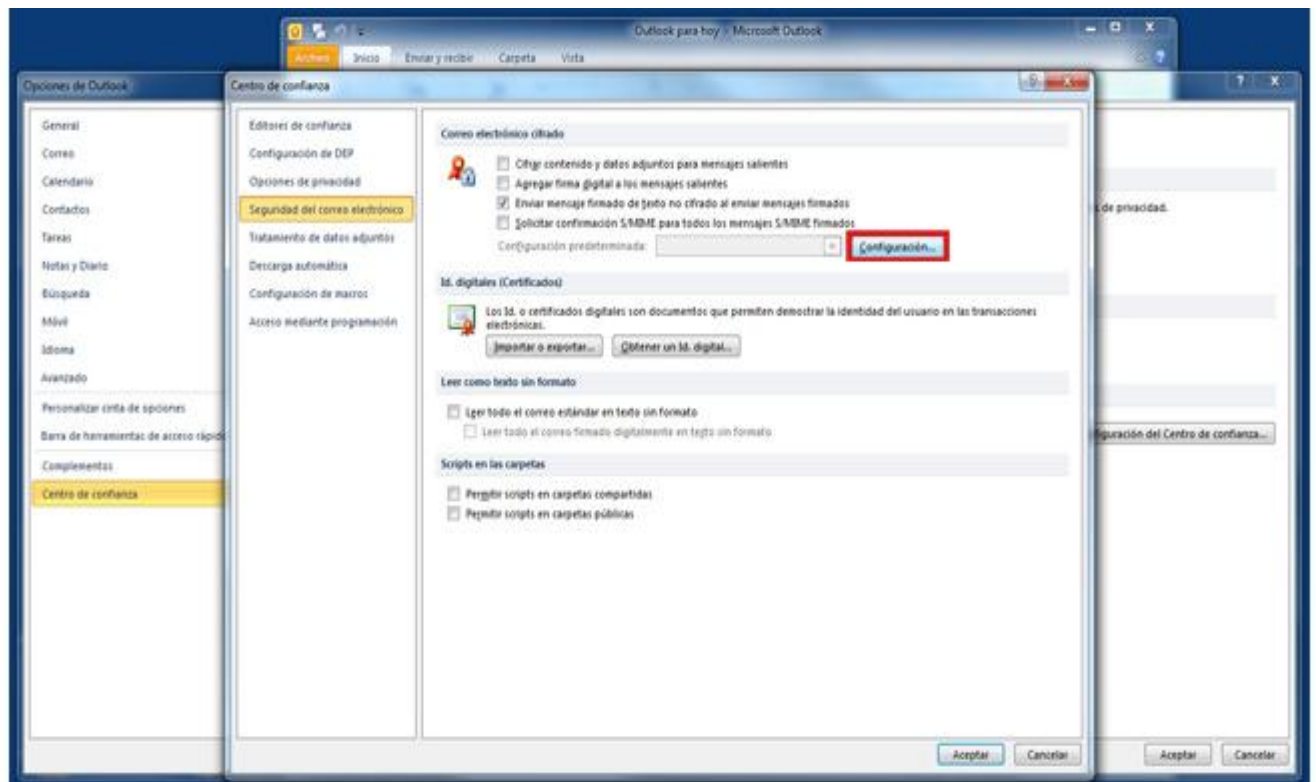 Outlook para hoy - Microsoft Outlook
Archivo Inicio Enviar y recibir Carpeta Vista
Opciones de Outlook
General
Correo
Calendario
Contactos
Tareas
Notas y Diario
Búsqueda
Móvil
Idioma
Avanzado
Personalizar cinta de opciones
Barra de herramientas de acceso rápido
Complementos
Centro de confianza
Centro de confianza
Editores de confianza
Configuración de DEP
Opciones de privacidad
Seguridad del correo electrónico
Tratamiento de datos adjuntos
Descarga automática
Configuración de macros
Acceso mediante programación
Correo electrónico cifrado
Cifrar contenido y datos adjuntos para mensajes salientes
Agregar firma digital a los mensajes salientes
Enviar mensaje firmado de texto no cifrado al enviar mensajes firmados
Solicitar confirmación S/MIME para todos los mensajes S/MIME firmados
Configuración predeterminada: Configuración...
Id. digitales (Certificados)
Los Id. o certificados digitales son documentos que permiten demostrar la identidad del usuario en las transacciones
electrónicas.
Importar o exportar... Obtener un Id. digital...
Leer como texto sin formato
Leer todo el correo estándar en texto sin formato
Leer todo el correo firmado digitalmente en texto sin formato
Scripts en las carpetas
Permitir scripts en carpetas compartidas
Permitir scripts en carpetas públicas
Aceptar Cancelar
de privacidad.
figuración del Centro de confianza...
Aceptar Cancelar